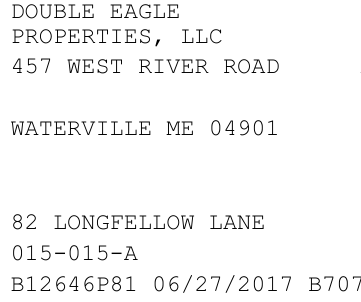 DOUBLE EAGLE
PROPERTIES, LLC
457 WEST RIVER ROAD
WATERVILLE ME 04901
82 LONGFELLOW LANE
015-015-A
B12646P81 06/27/2017 B707